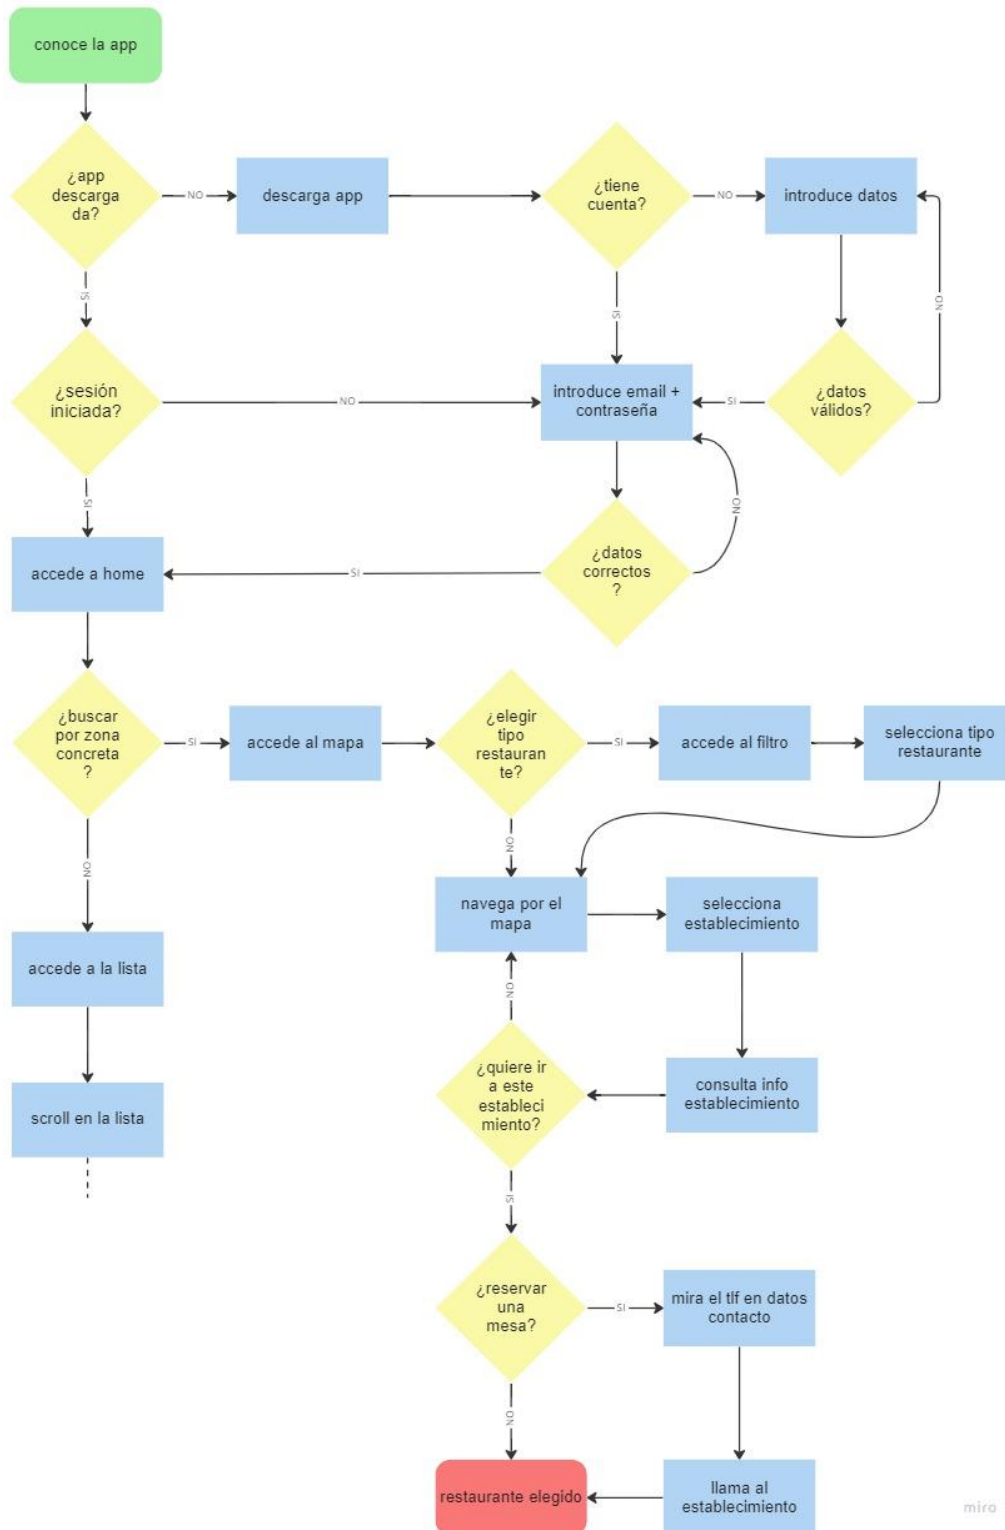 conoce la app
¿app
descarga
da?
NO
descarga app
¿tiene
cuenta?
NO
introduce datos
NO
SI
SI
¿sesión
iniciada?
NO
introduce email +
contraseña
SI
¿datos
válidos?
SI
NO
accede a home
SI
¿datos
correctos
?
¿buscar
por zona
concreta
?
SI
accede al mapa
¿elegir
tipo
restauran
te?
SI
accede al filtro
selecciona tipo
restaurante
NO
NO
navega por el
mapa
selecciona
establecimiento
accede a la lista
NO
¿quiere ir
a este
estableci
miento?
consulta info
establecimiento
scroll en la lista
SI
¿reservar
una
mesa?
SI
mira el tlf en datos
contacto
NO
restaurante elegido
llama al
establecimiento
miro